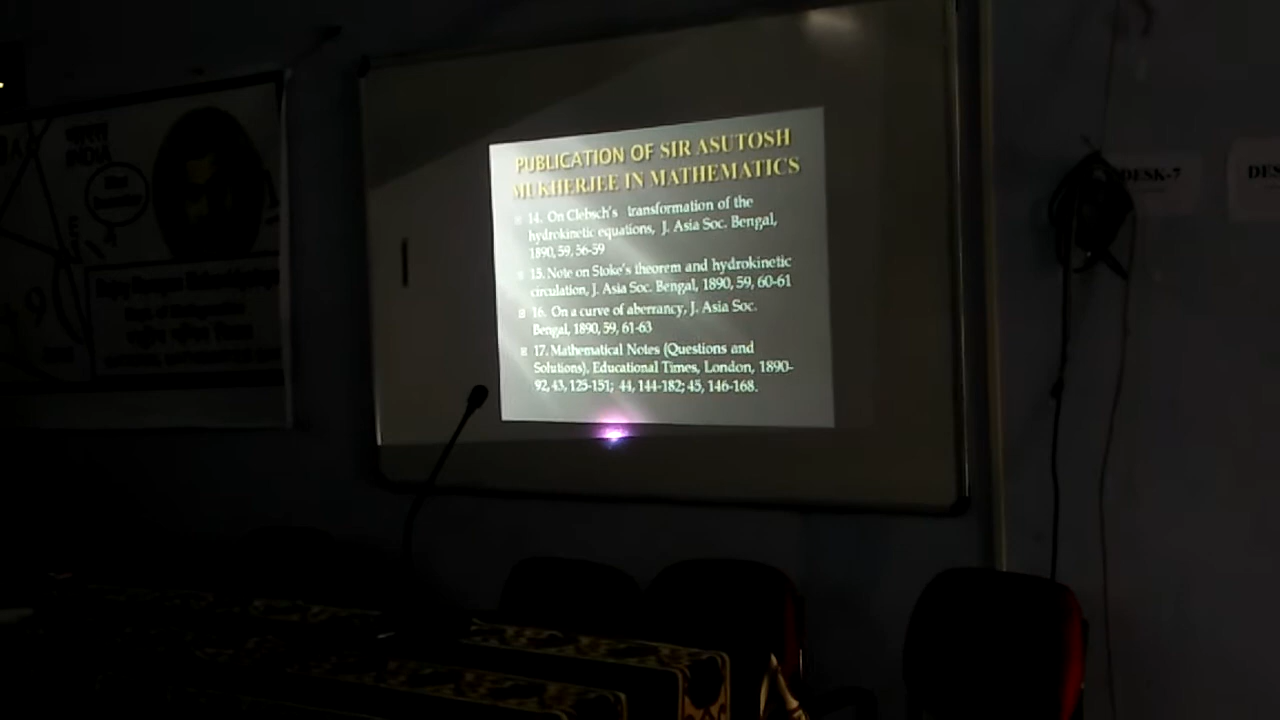 PUBLICATION OF SIR ASUTOSH
MUKHERJEE IN MATHEMATICS
14. On Clebsch's transformation of the
hydrokinetic equations, J. Asia Soc. Bengal,
1890, 59, 56-59
15. Note on Stoke's theorem and hydrokinetic
circulation, J. Asia Soc. Bengal, 1890, 59, 60-61
16. On a curve of aberrancy, J. Asia Soc.
Bengal, 1890, 59, 61-63
17. Mathematical Notes (Questions and
Solutions), Educational Times, London, 1890-
92, 43, 125-151; 44, 144-182; 45, 146-168.
INDIA
DESK-7
DES